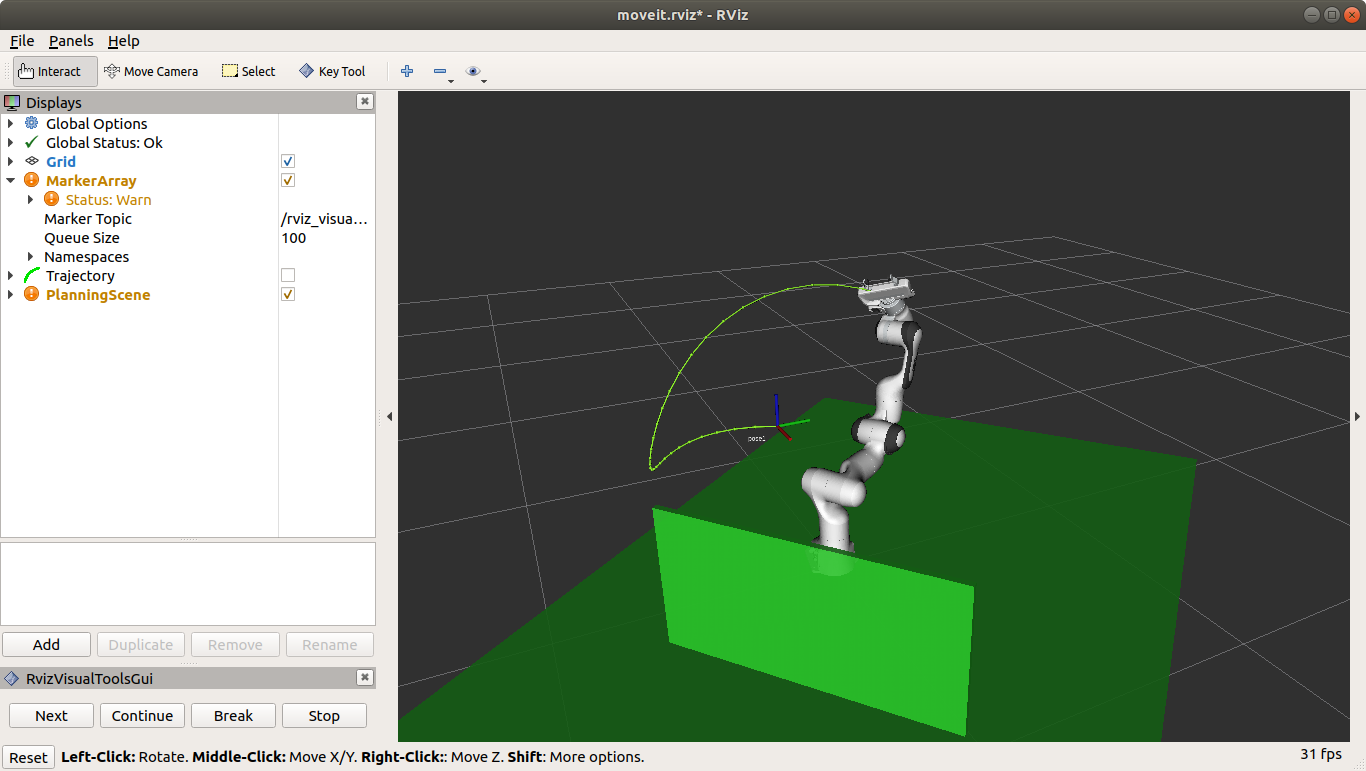 moveit.rviz* - RViz
File Panels Help
Interact Move Camera Select Key Tool
Displays
Global Options
Global Status: Ok
Grid
MarkerArray
Status: Warn
Marker Topic /rviz_visua...
Queue Size 100
Namespaces
Trajectory
PlanningScene
pose1
Add Duplicate Remove Rename
RvizVisualToolsGui
Next Continue Break Stop
Reset Left-Click: Rotate. Middle-Click: Move X/Y. Right-Click:: Move Z. Shift: More options. 31 fps